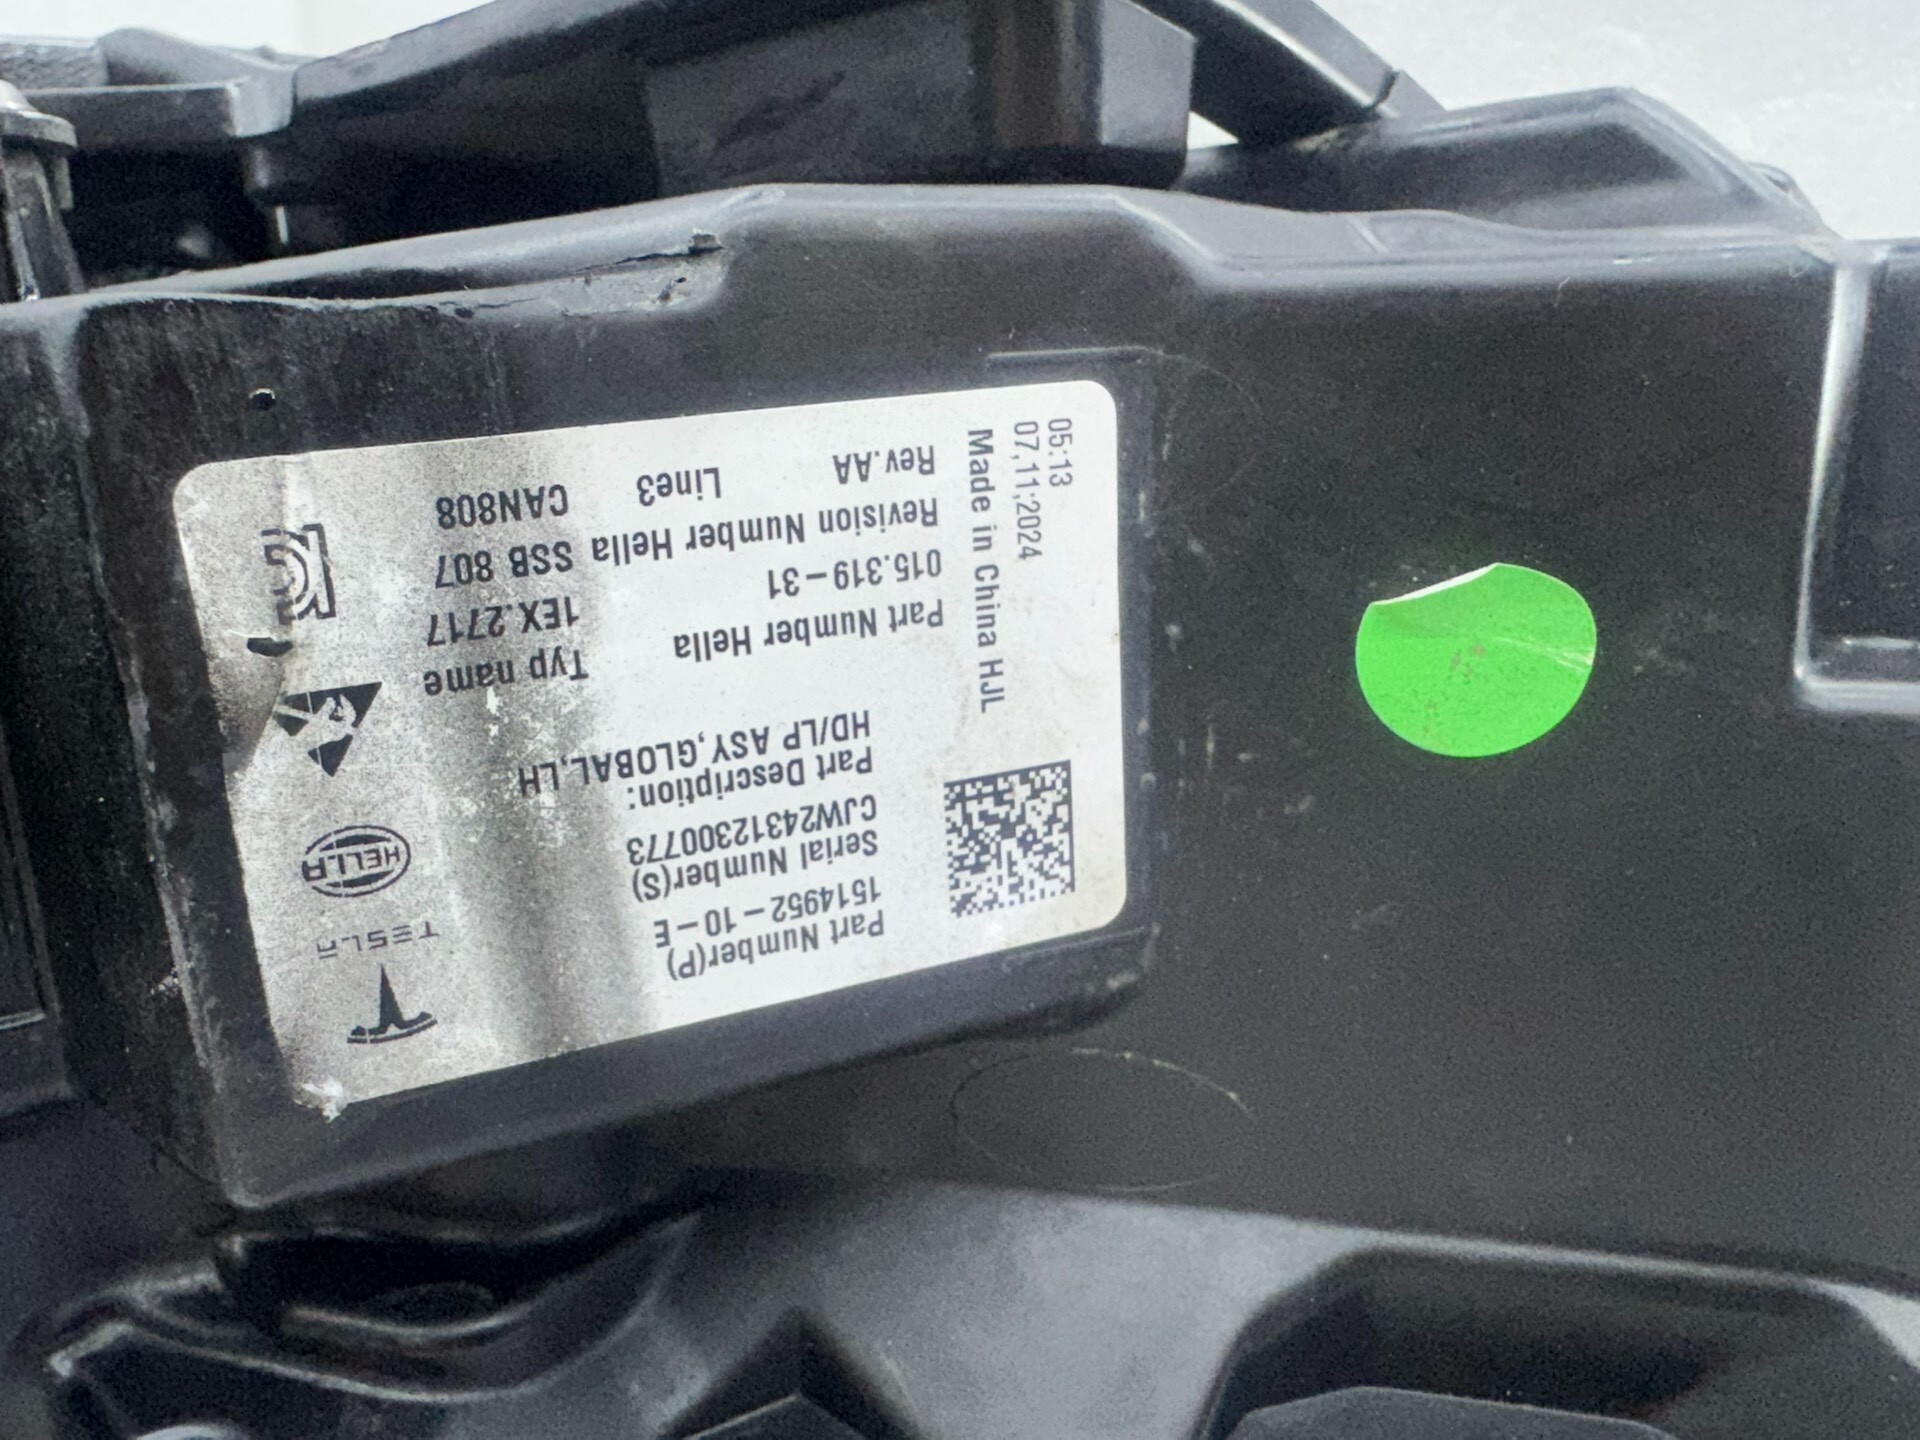 TESLA
HELLA
Part Number(P)
1514952-10-E
Serial Number(S)
CJW24312300773
Part Description:
HD/LP ASY,GLOBAL,LH
Typ name
1EX.2717
SSB 807
CAN808
Part Number Hella
015.319-31
Revision Number Hella
Rev.AA
Line3
Made in China HJL
07,11;2024
05:13